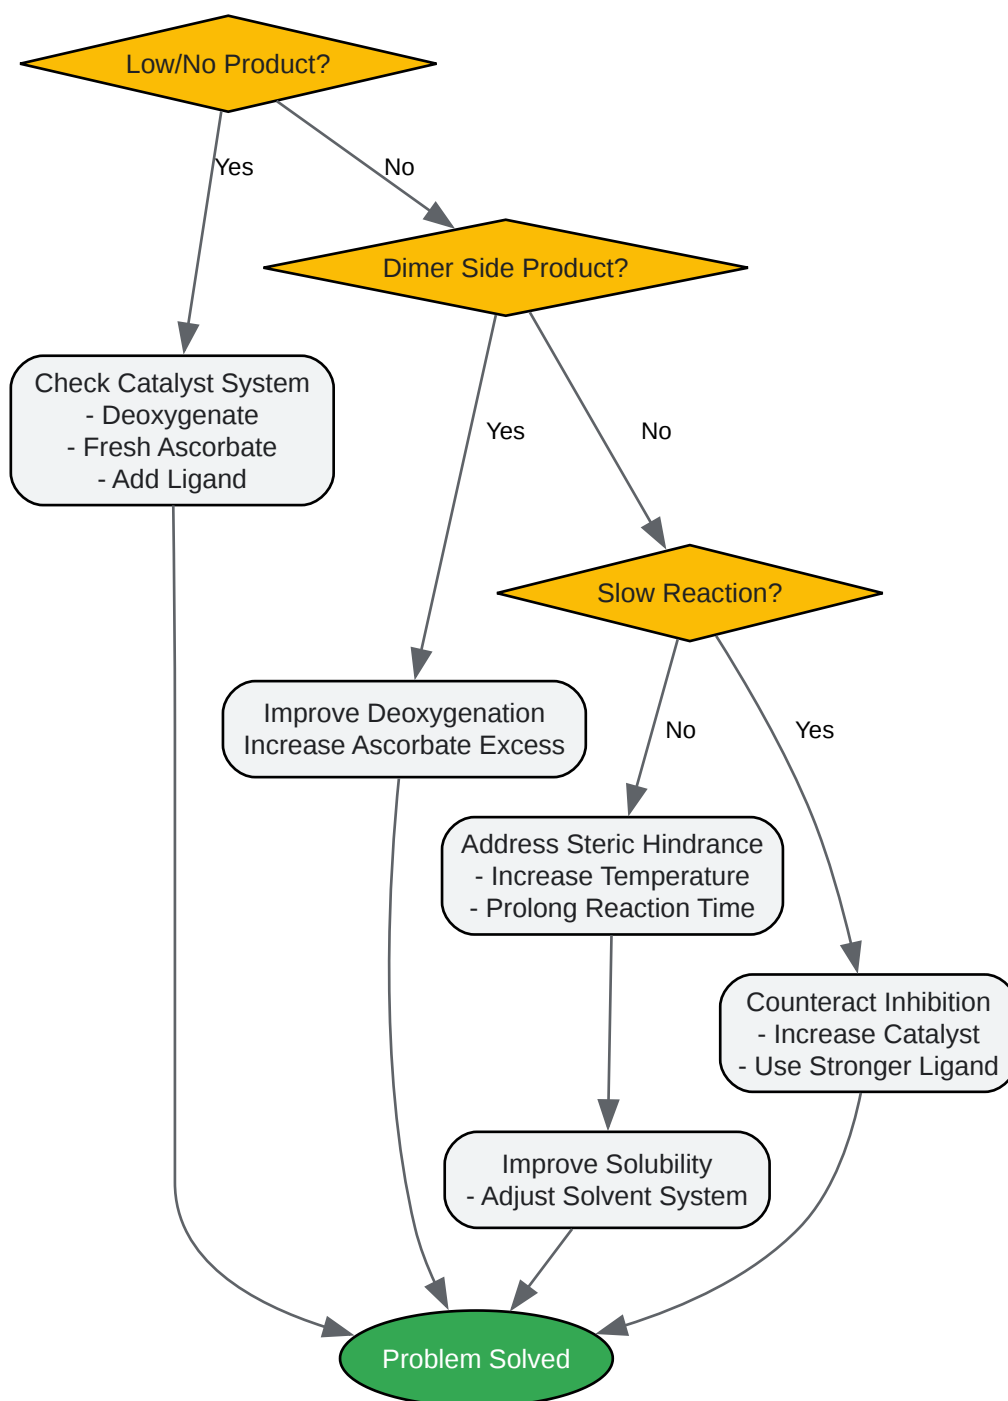 Low/No Product?
Yes
No
Dimer Side Product?
Check Catalyst System
- Deoxygenate
- Fresh Ascorbate
- Add Ligand
Yes
No
Slow Reaction?
Improve Deoxygenation
Increase Ascorbate Excess
No
Yes
Address Steric Hindrance
- Increase Temperature
- Prolong Reaction Time
Counteract Inhibition
- Increase Catalyst
- Use Stronger Ligand
Improve Solubility
- Adjust Solvent System
Problem Solved